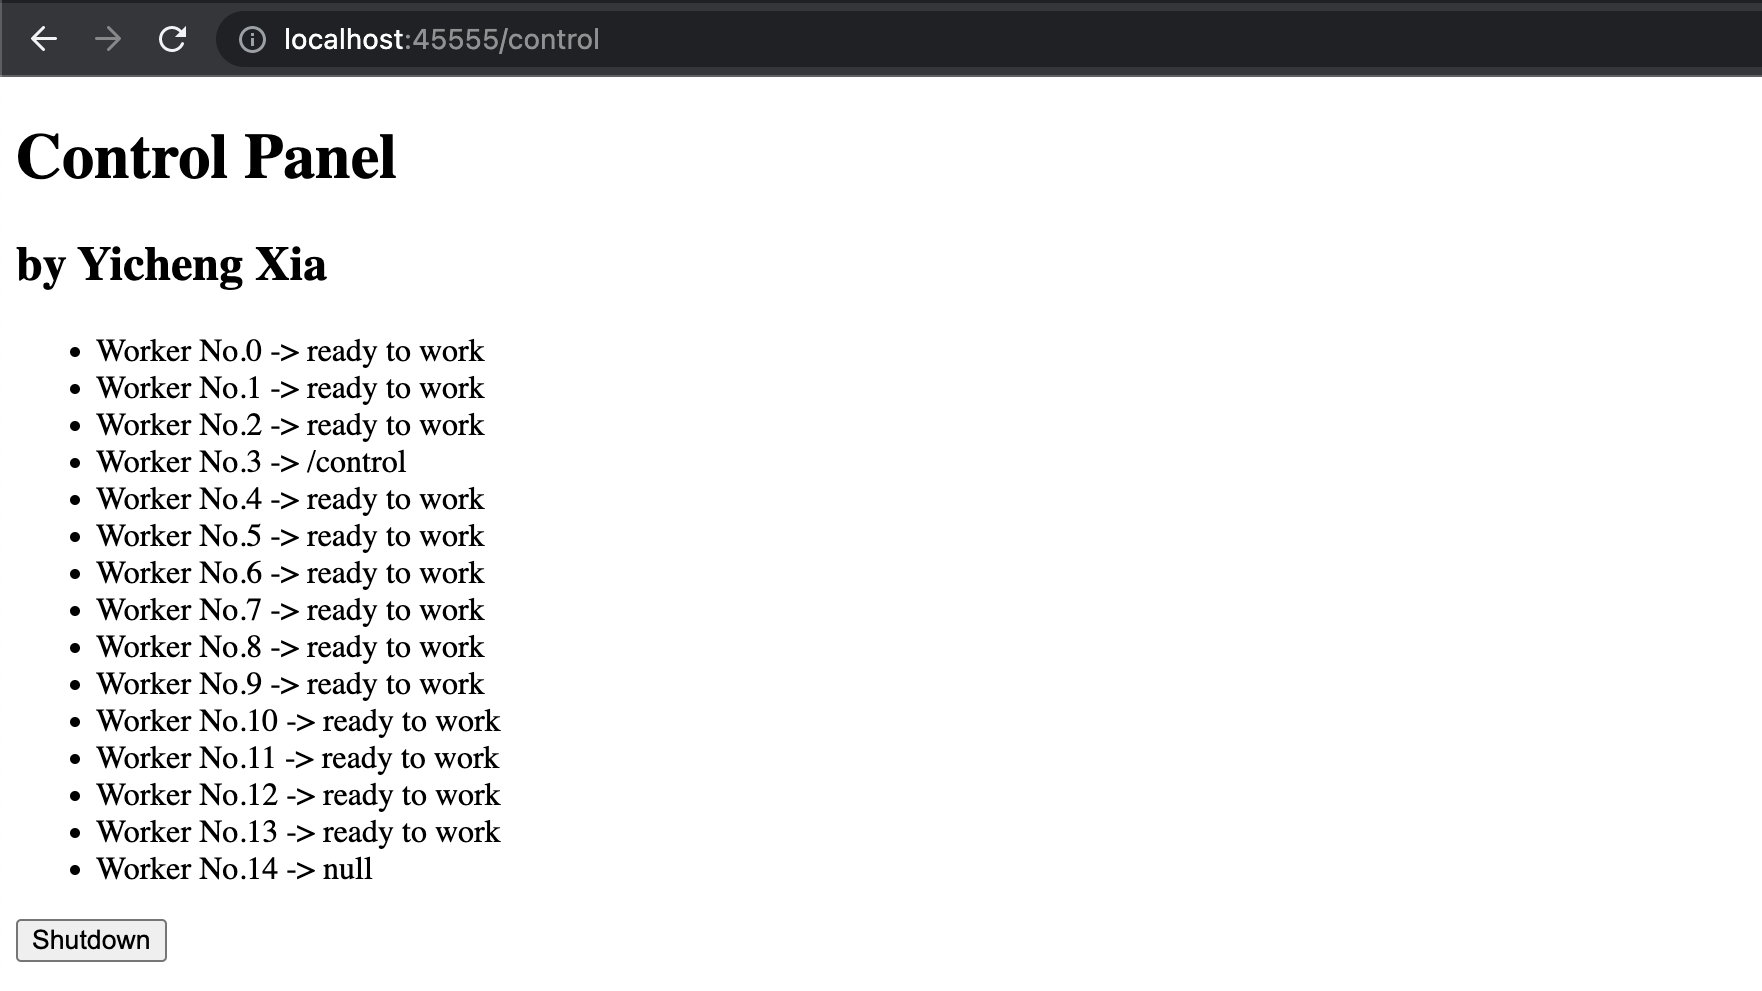 localhost:45555/control
Control Panel
by Yicheng Xia
Worker No.0 -> ready to work
Worker No.1 -> ready to work
Worker No.2 -> ready to work
Worker No.3 -> /control
Worker No.4 -> ready to work
Worker No.5 -> ready to work
Worker No.6 -> ready to work
Worker No.7 -> ready to work
Worker No.8 -> ready to work
Worker No.9 -> ready to work
Worker No.10 -> ready to work
Worker No.11 -> ready to work
Worker No.12 -> ready to work
Worker No.13 -> ready to work
Worker No.14 -> null
Shutdown